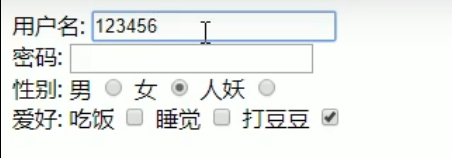 用户名: 123456
密码:
性别: 男 女 人妖
爱好: 吃饭 睡觉 打豆豆